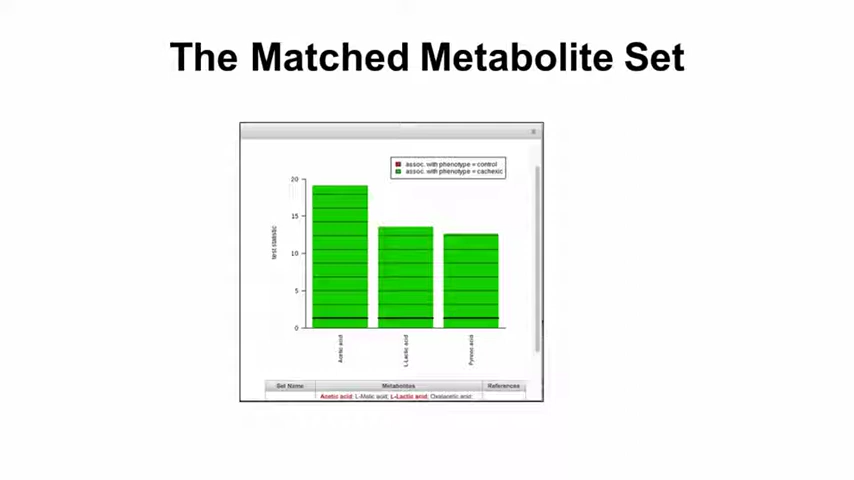 The Matched Metabolite Set
assoc. with phenotype = control
assoc. with phenotype = cachexic
20
15
10
5
0
test statistic
Acetic acid
L-Lactic acid
Pyruvic acid
Set Name Metabolites References
Acetic acid; L-Malic acid; L-Lactic acid; Oxalacetic acid;